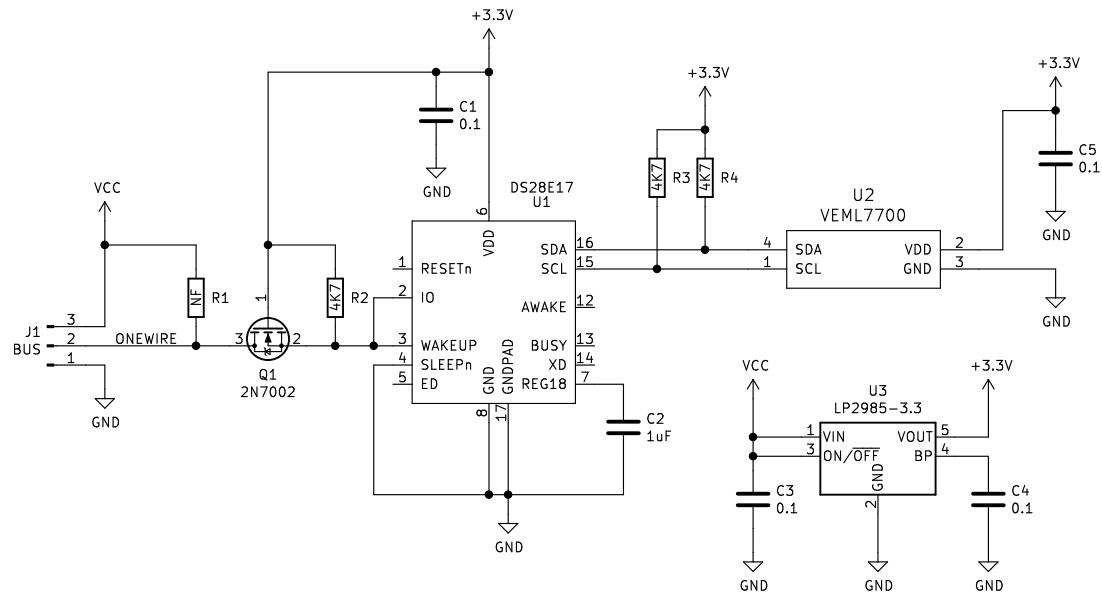 +3.3V
C1
0.1
GND
+3.3V
R3
4K7
R4
4K7
+3.3V
C5
0.1
GND
VCC
R1
NF
J1
BUS
3
2
1
ONEWIRE
GND
1
3
2
Q1
2N7002
R2
4K7
DS28E17
U1
6
VDD
1
RESETn
2
IO
3
WAKEUP
4
SLEEPn
5
ED
SDA
16
SCL
15
AWAKE
12
BUSY
13
XD
14
REG18
7
GND
8
GNDPAD
17
C2
1uF
GND
U2
VEML7700
4
SDA
1
SCL
VDD
2
GND
3
GND
VCC
U3
LP2985-3.3
1
VIN
3
ON/OFF
VOUT
5
BP
4
GND
2
+3.3V
C3
0.1
C4
0.1
GND
GND
GND